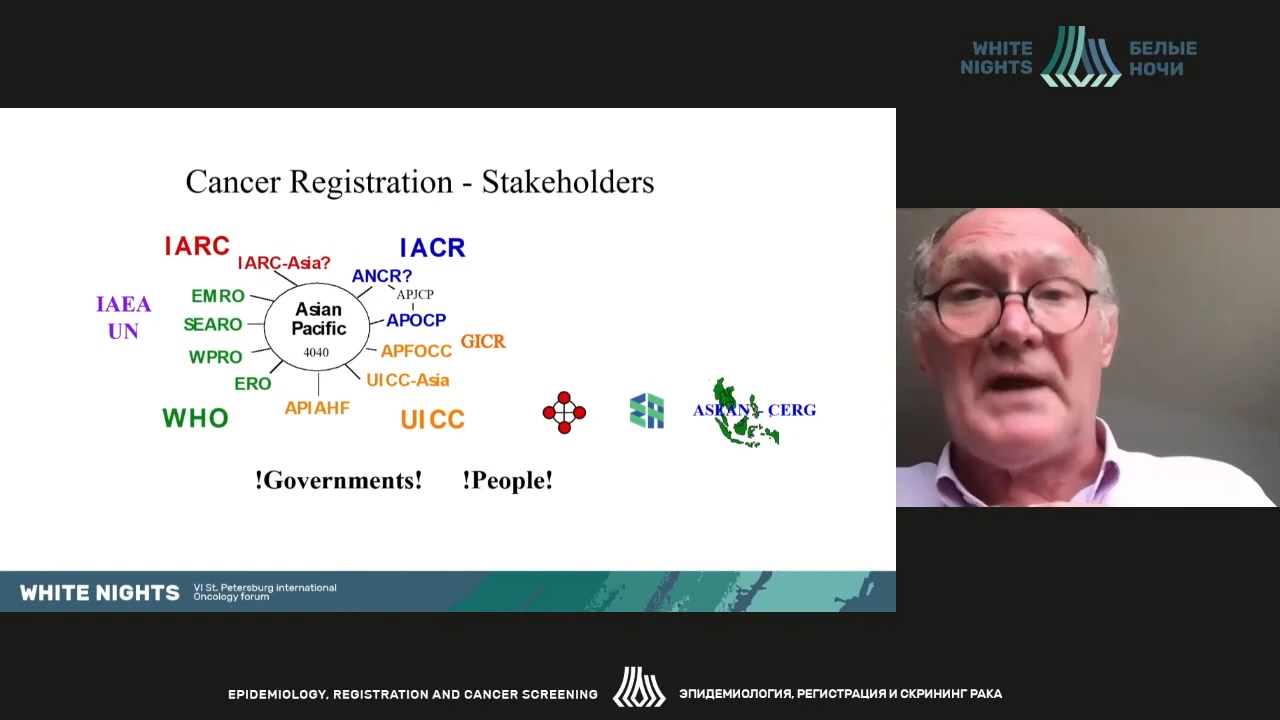 WHITE
NIGHTS
БЕЛЫЕ
НОЧИ
Cancer Registration - Stakeholders
IARC
IACR
IARC-Asia?
ANCR?
APJCP
EMRO
IAEA
UN
Asian
Pacific
4040
SEARO
APOCP
GICR
WPRO
APFOCC
ERO
UICC-Asia
APIAHF
WHO
UICC
ASEAN - CERG
!Governments! !People!
WHITE NIGHTS
VI St. Petersburg international
Oncology forum
EPIDEMIOLOGY, REGISTRATION AND CANCER SCREENING
ЭПИДЕМИОЛОГИЯ, РЕГИСТРАЦИЯ И СКРИНИНГ РАКА